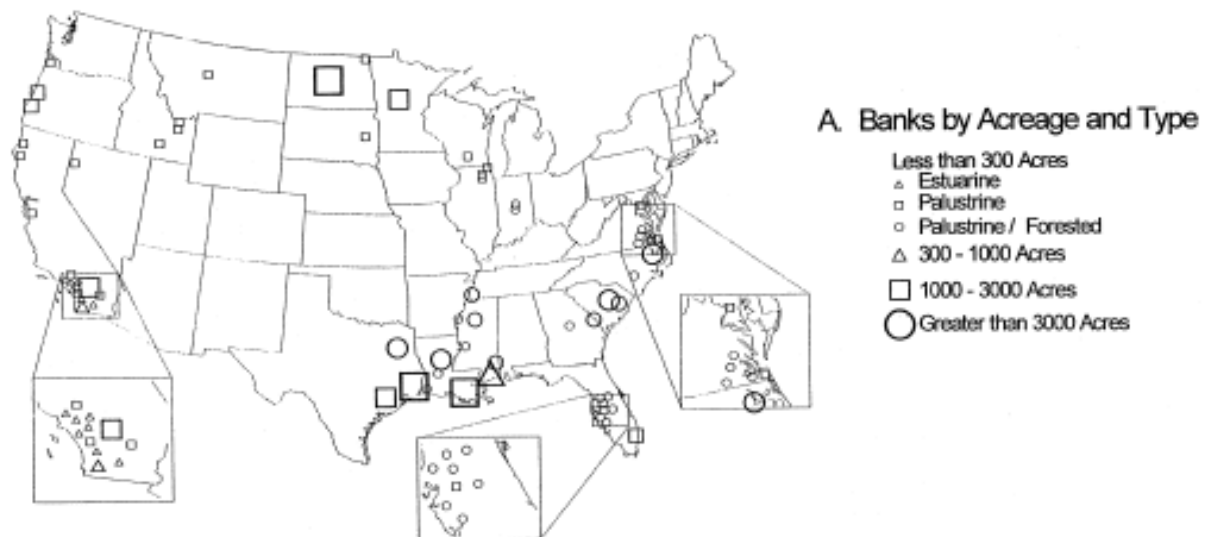 A. Banks by Acreage and Type
Less than 300 Acres
Estuarine
Palustrine
Palustrine / Forested
300 - 1000 Acres
1000 - 3000 Acres
Greater than 3000 Acres